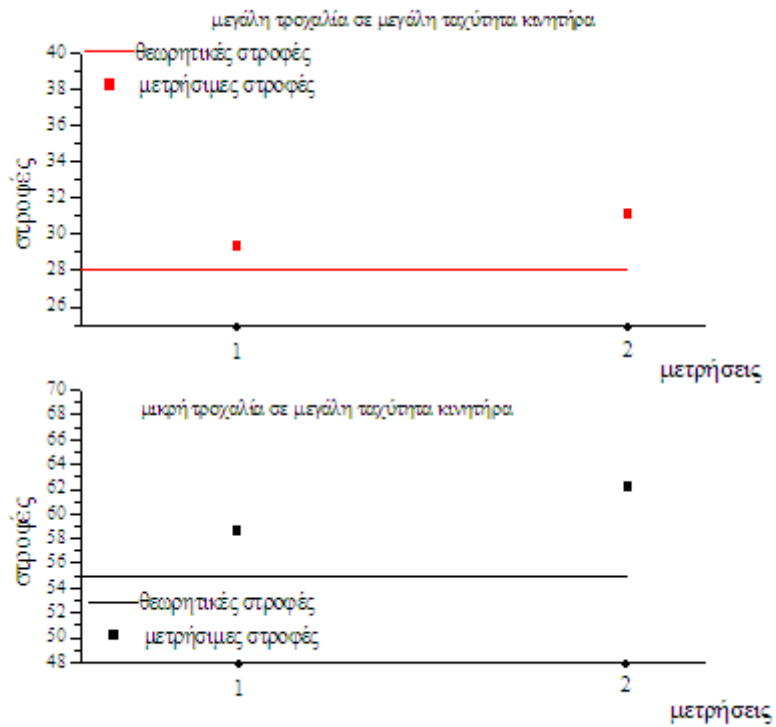 μεγάλη τροχαλία σε μεγάλη ταχύτητα κινητήρα
40
θεωρητικές στροφές
38
μετρήσιμες στροφές
36
34
32
30
28
26
στροφές
1
2
μετρήσεις
70
68
μικρή τροχαλία σε μεγάλη ταχύτητα κινητήρα
66
64
62
60
58
56
54
52
θεωρητικές στροφές
50
μετρήσιμες στροφές
48
στροφές
1
2
μετρήσεις